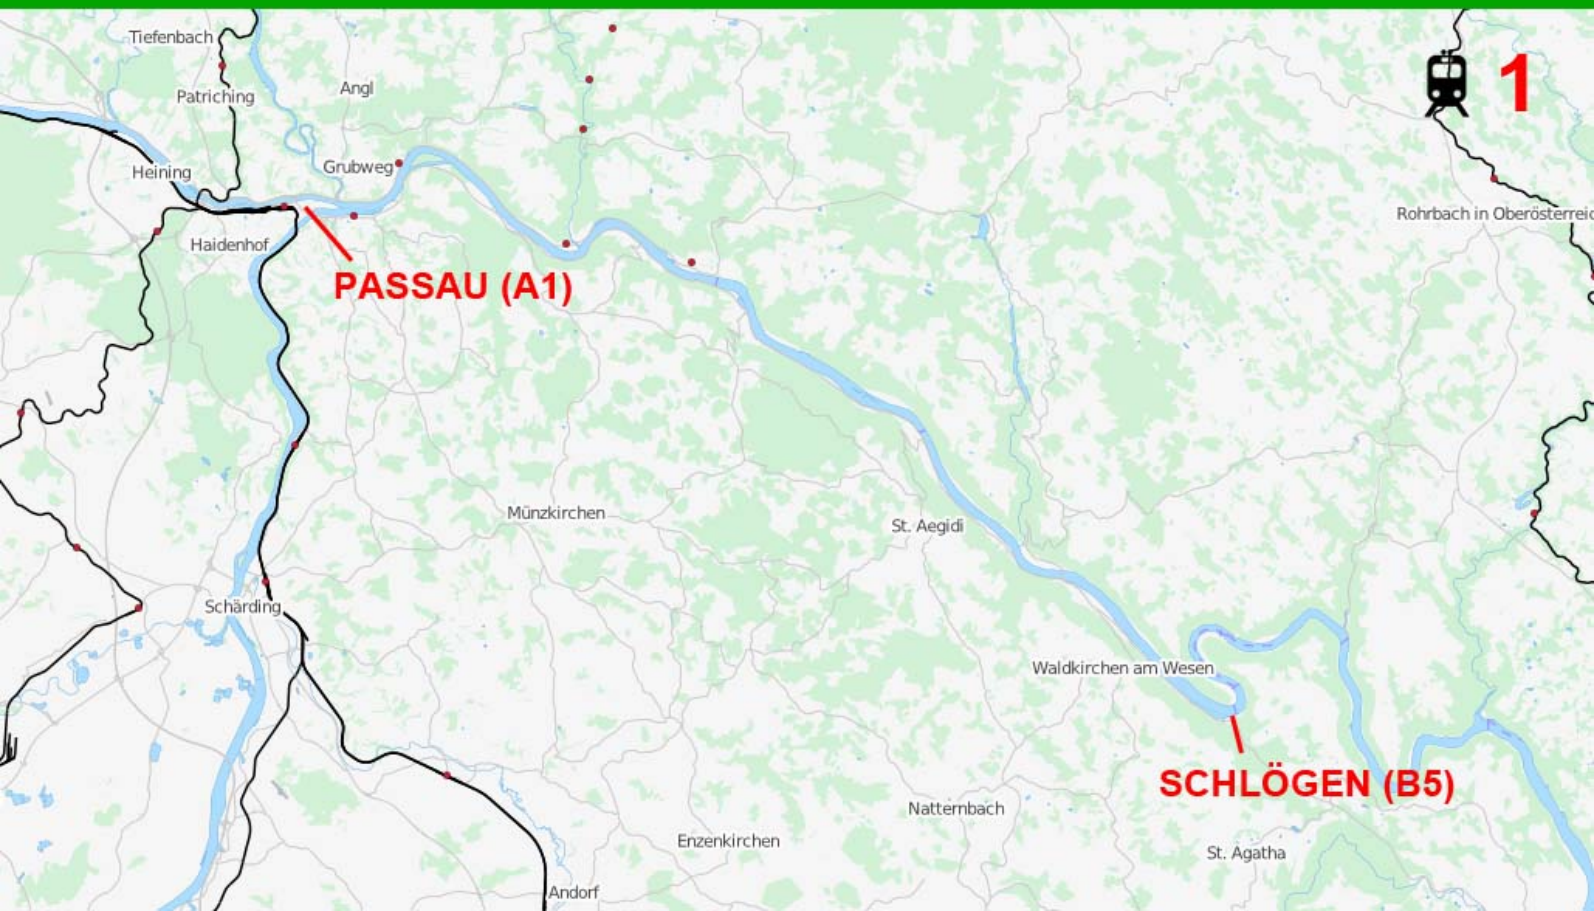 Tiefenbach
Angl
Patriching
1
Heining
Grubweg
Rohrbach in Oberösterreic
Haidenhof
PASSAU (A1)
Münzkirchen
St. Aegidi
Schärding
Waldkirchen am Wesen
SCHLÖGEN (B5)
Natternbach
Enzenkirchen
St. Agatha
Andorf